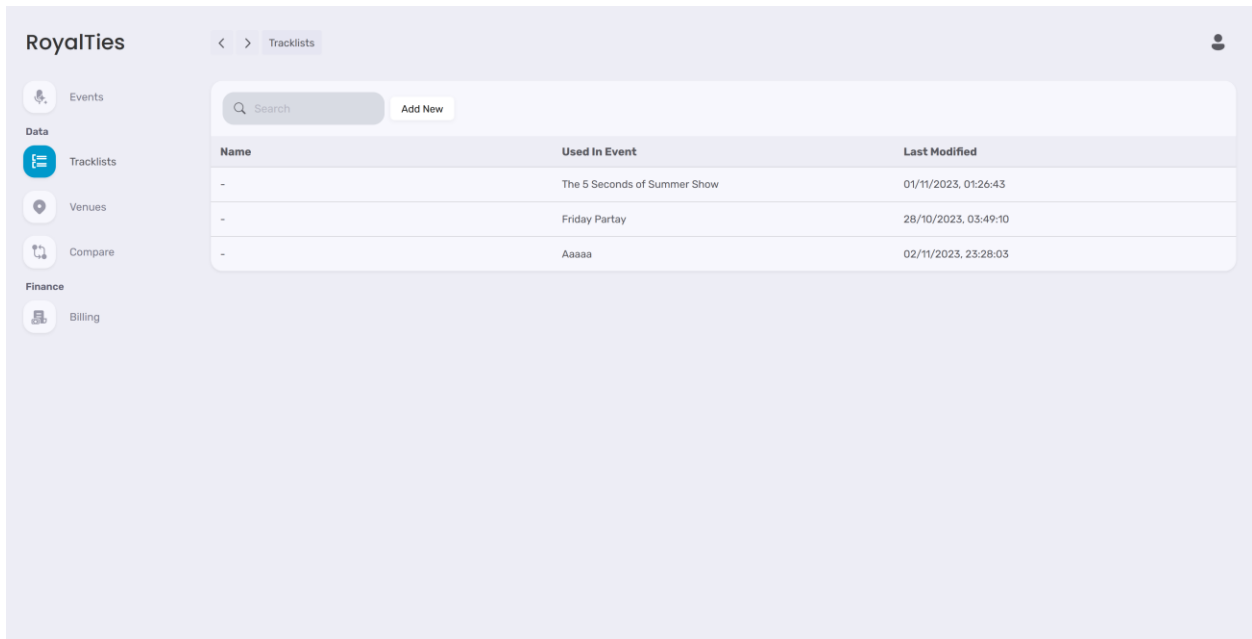 RoyalTies
Tracklists
Events
Data
Tracklists
Venues
Compare
Finance
Billing
Search
Add New
Name Used In Event Last Modified
- The 5 Seconds of Summer Show 01/11/2023, 01:26:43
- Friday Partay 28/10/2023, 03:49:10
- Aaaaa 02/11/2023, 23:28:03